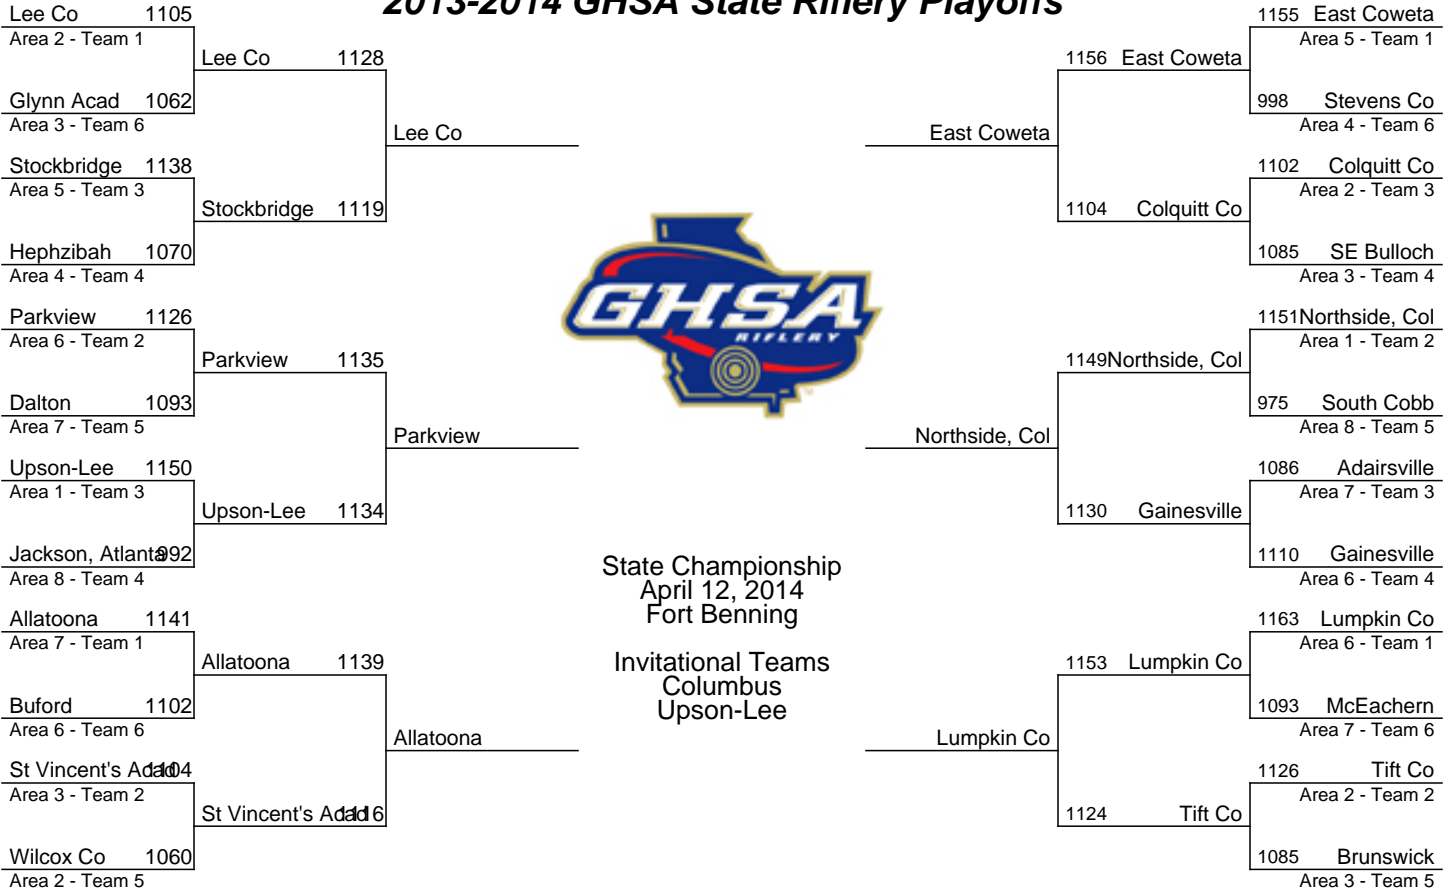 2013-2014 GHSA State Riflery Playoffs
Lee Co 1105
Area 2 - Team 1
Glynn Acad 1062
Area 3 - Team 6
Stockbridge 1138
Area 5 - Team 3
Hephzibah 1070
Area 4 - Team 4
Parkview 1126
Area 6 - Team 2
Dalton 1093
Area 7 - Team 5
Upson-Lee 1150
Area 1 - Team 3
Jackson, Atlanta 992
Area 8 - Team 4
Allatoona 1141
Area 7 - Team 1
Buford 1102
Area 6 - Team 6
St Vincent's Acad 1104
Area 3 - Team 2
Wilcox Co 1060
Area 2 - Team 5
Lee Co 1128
Stockbridge 1119
Parkview 1135
Upson-Lee 1134
Allatoona 1139
St Vincent's Acad 1116
Lee Co
Parkview
Allatoona
GHSA
RIFLERY
State Championship
April 12, 2014
Fort Benning
Invitational Teams
Columbus
Upson-Lee
East Coweta
Northside, Col
Lumpkin Co
1156 East Coweta
1104 Colquitt Co
1149 Northside, Col
1130 Gainesville
1153 Lumpkin Co
1124 Tift Co
1155 East Coweta
Area 5 - Team 1
998 Stevens Co
Area 4 - Team 6
1102 Colquitt Co
Area 2 - Team 3
1085 SE Bulloch
Area 3 - Team 4
1151 Northside, Col
Area 1 - Team 2
975 South Cobb
Area 8 - Team 5
1086 Adairsville
Area 7 - Team 3
1110 Gainesville
Area 6 - Team 4
1163 Lumpkin Co
Area 6 - Team 1
1093 McEachern
Area 7 - Team 6
1126 Tift Co
Area 2 - Team 2
1085 Brunswick
Area 3 - Team 5